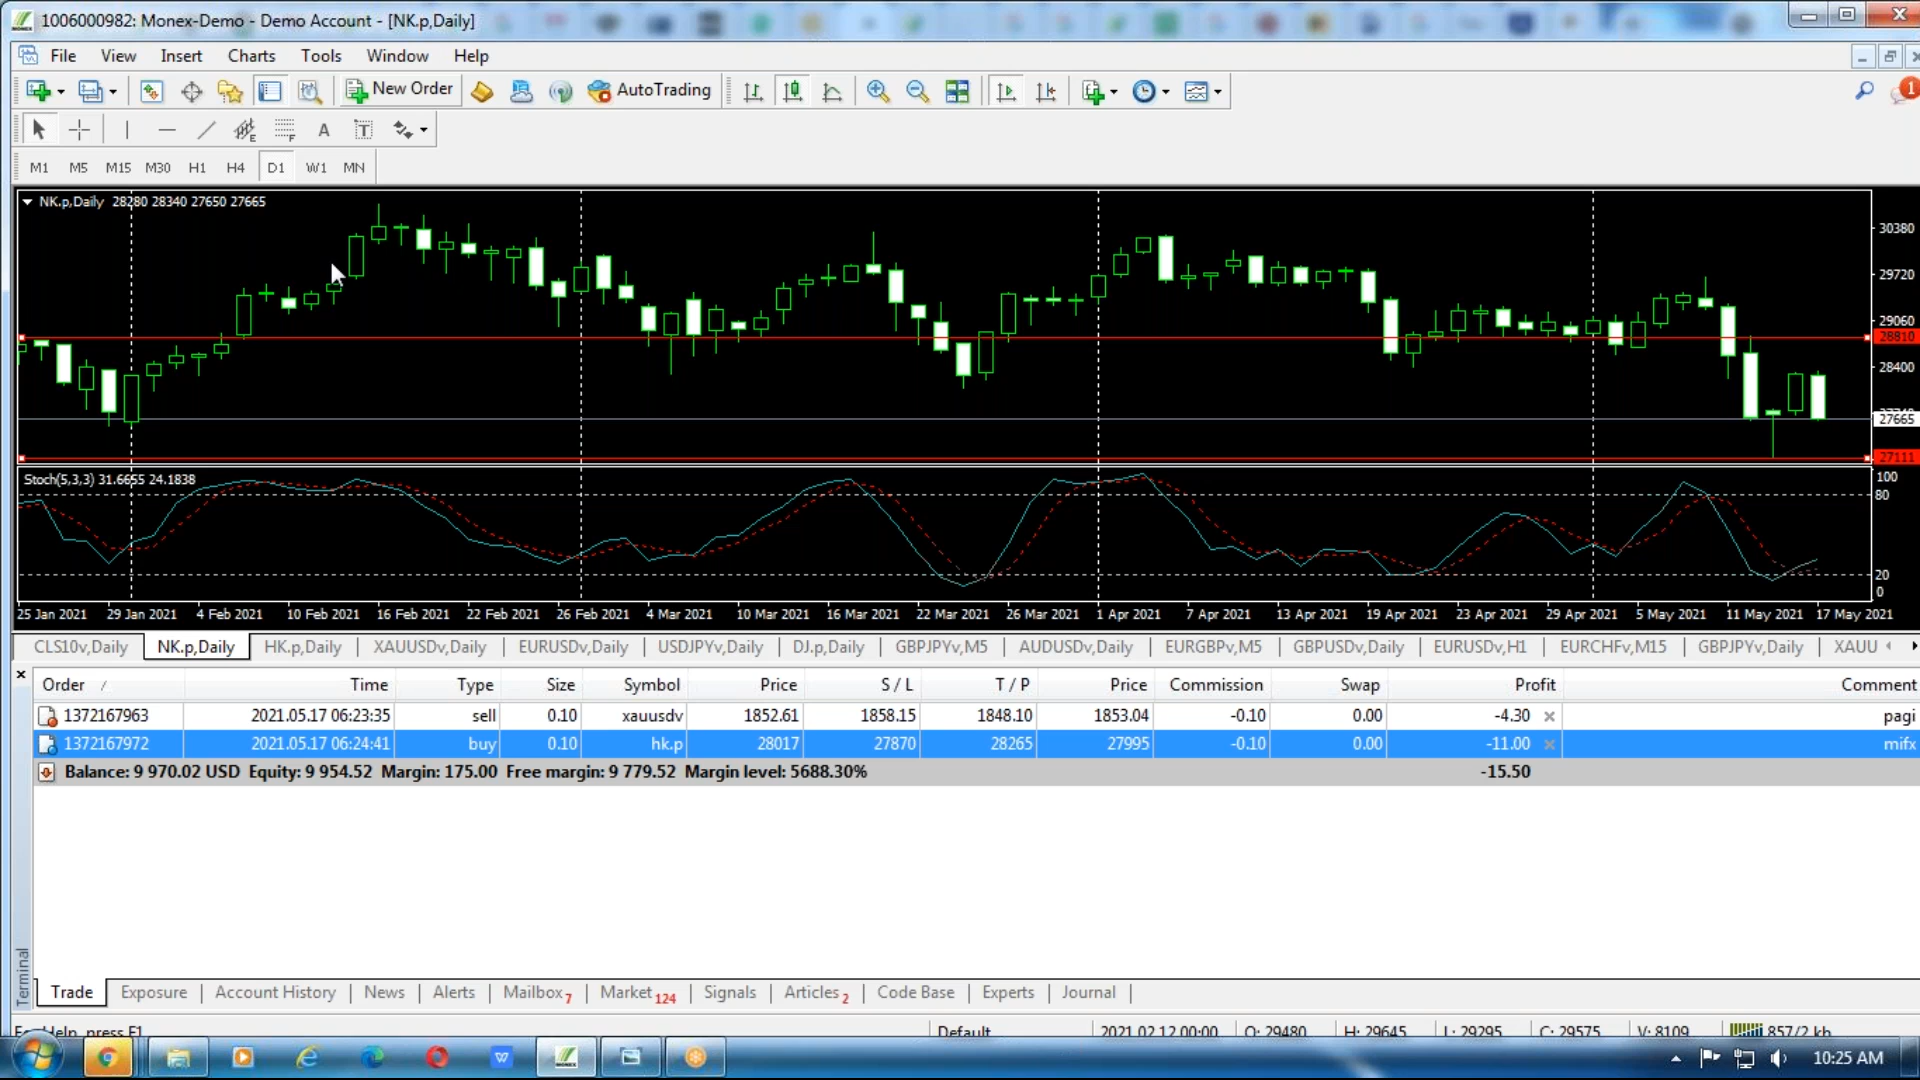 1006000982: Monex-Demo - Demo Account - [NK.p,Daily]
File View Insert Charts Tools Window Help
New Order AutoTrading 1
E F A T
M1 M5 M15 M30 H1 H4 D1 W1 MN
NK.p,Daily 28280 28340 27650 27665
30380
29720
29060
28810
28400
27665
27111
Stoch(5,3,3) 31.6655 24.1838
100
80
20
0
25 Jan 2021 29 Jan 2021 4 Feb 2021 10 Feb 2021 16 Feb 2021 22 Feb 2021 26 Feb 2021 4 Mar 2021 10 Mar 2021 16 Mar 2021 22 Mar 2021 26 Mar 2021 1 Apr 2021 7 Apr 2021 13 Apr 2021 19 Apr 2021 23 Apr 2021 29 Apr 2021 5 May 2021 11 May 2021 17 May 2021
CLS10v,Daily NK.p,Daily HK.p,Daily XAUUSDv,Daily EURUSDv,Daily USDJPYv,Daily DJ.p,Daily GBPJPYv,M5 AUDUSDv,Daily EURGBPv,M5 GBPUSDv,Daily EURUSDv,H1 EURCHFv,M15 GBPJPYv,Daily XAUU
Order / Time Type Size Symbol Price S / L T / P Price Commission Swap Profit Comment
1372167963 2021.05.17 06:23:35 sell 0.10 xauusdv 1852.61 1858.15 1848.10 1853.04 -0.10 0.00 -4.30 pagi
1372167972 2021.05.17 06:24:41 buy 0.10 hk.p 28017 27870 28265 27995 -0.10 0.00 -11.00 mifx
Balance: 9 970.02 USD Equity: 9 954.52 Margin: 175.00 Free margin: 9 779.52 Margin level: 5688.30% -15.50
Terminal
Trade Exposure Account History News Alerts Mailbox 7 Market 124 Signals Articles 2 Code Base Experts Journal
For Help, press F1 Default 2021.02.12 00:00 O: 29480 H: 29645 L: 29295 C: 29575 V: 8109 857/2 kb
10:25 AM